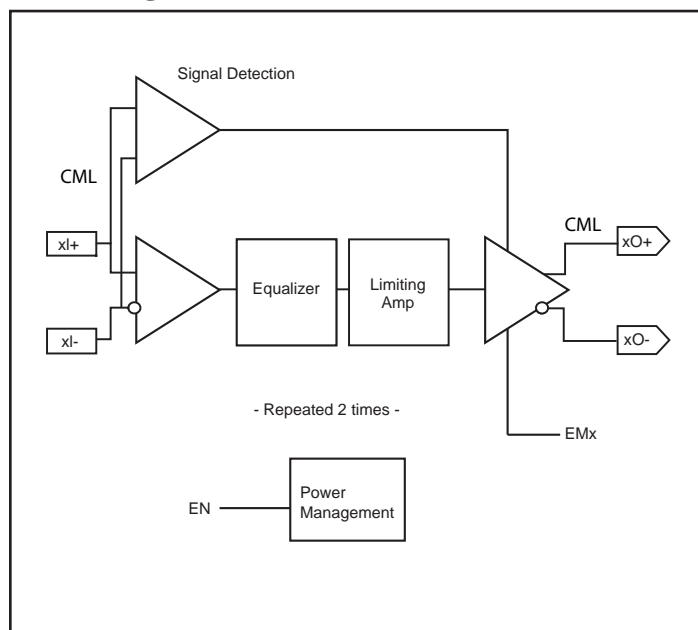 Signal Detection
CML
xI+
xI-
Equalizer
Limiting
Amp
CML
xO+
xO-
- Repeated 2 times -
EMx
EN
Power
Management